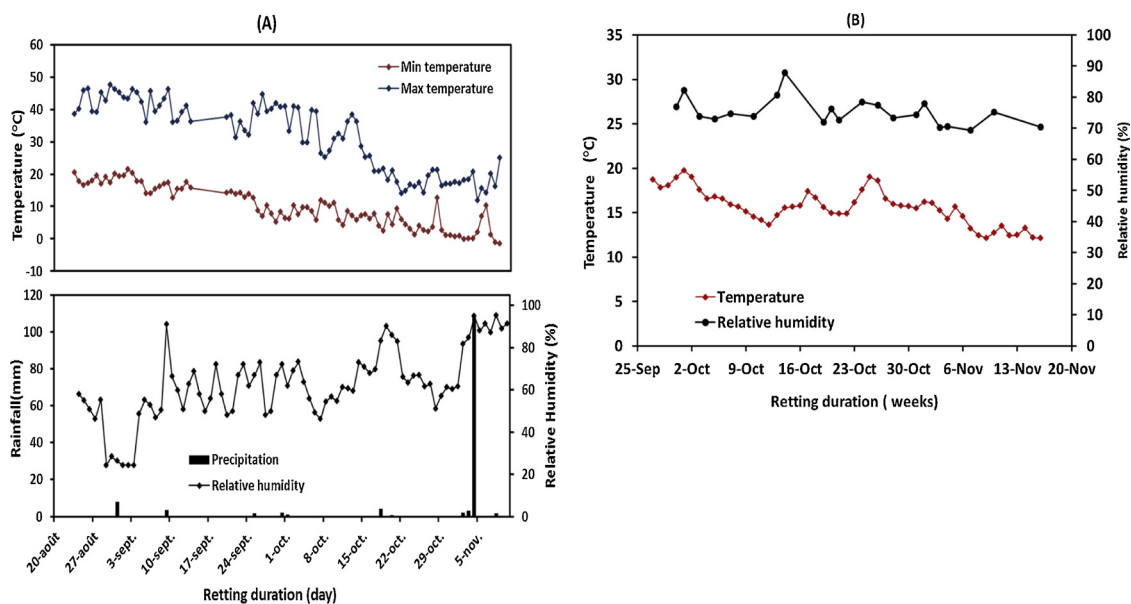 (A)
60
50
40
30
20
10
0
-10
Temperature (°C)
Min temperature
Max temperature
120
100
80
60
40
20
0
Rainfall(mm)
100
80
60
40
20
0
Relative Humidity (%)
Precipitation
Relative humidity
20-août
27-août
3-sept.
10-sept.
17-sept.
24-sept.
1-oct.
8-oct.
15-oct.
22-oct.
29-oct.
5-nov.
Retting duration (day)
(B)
35
30
25
20
15
10
5
0
Temperature (°C)
100
90
80
70
60
50
40
30
20
10
0
Relative humidity (%)
Temperature
Relative humidity
25-Sep
2-Oct
9-Oct
16-Oct
23-Oct
30-Oct
6-Nov
13-Nov
20-Nov
Retting duration ( weeks)